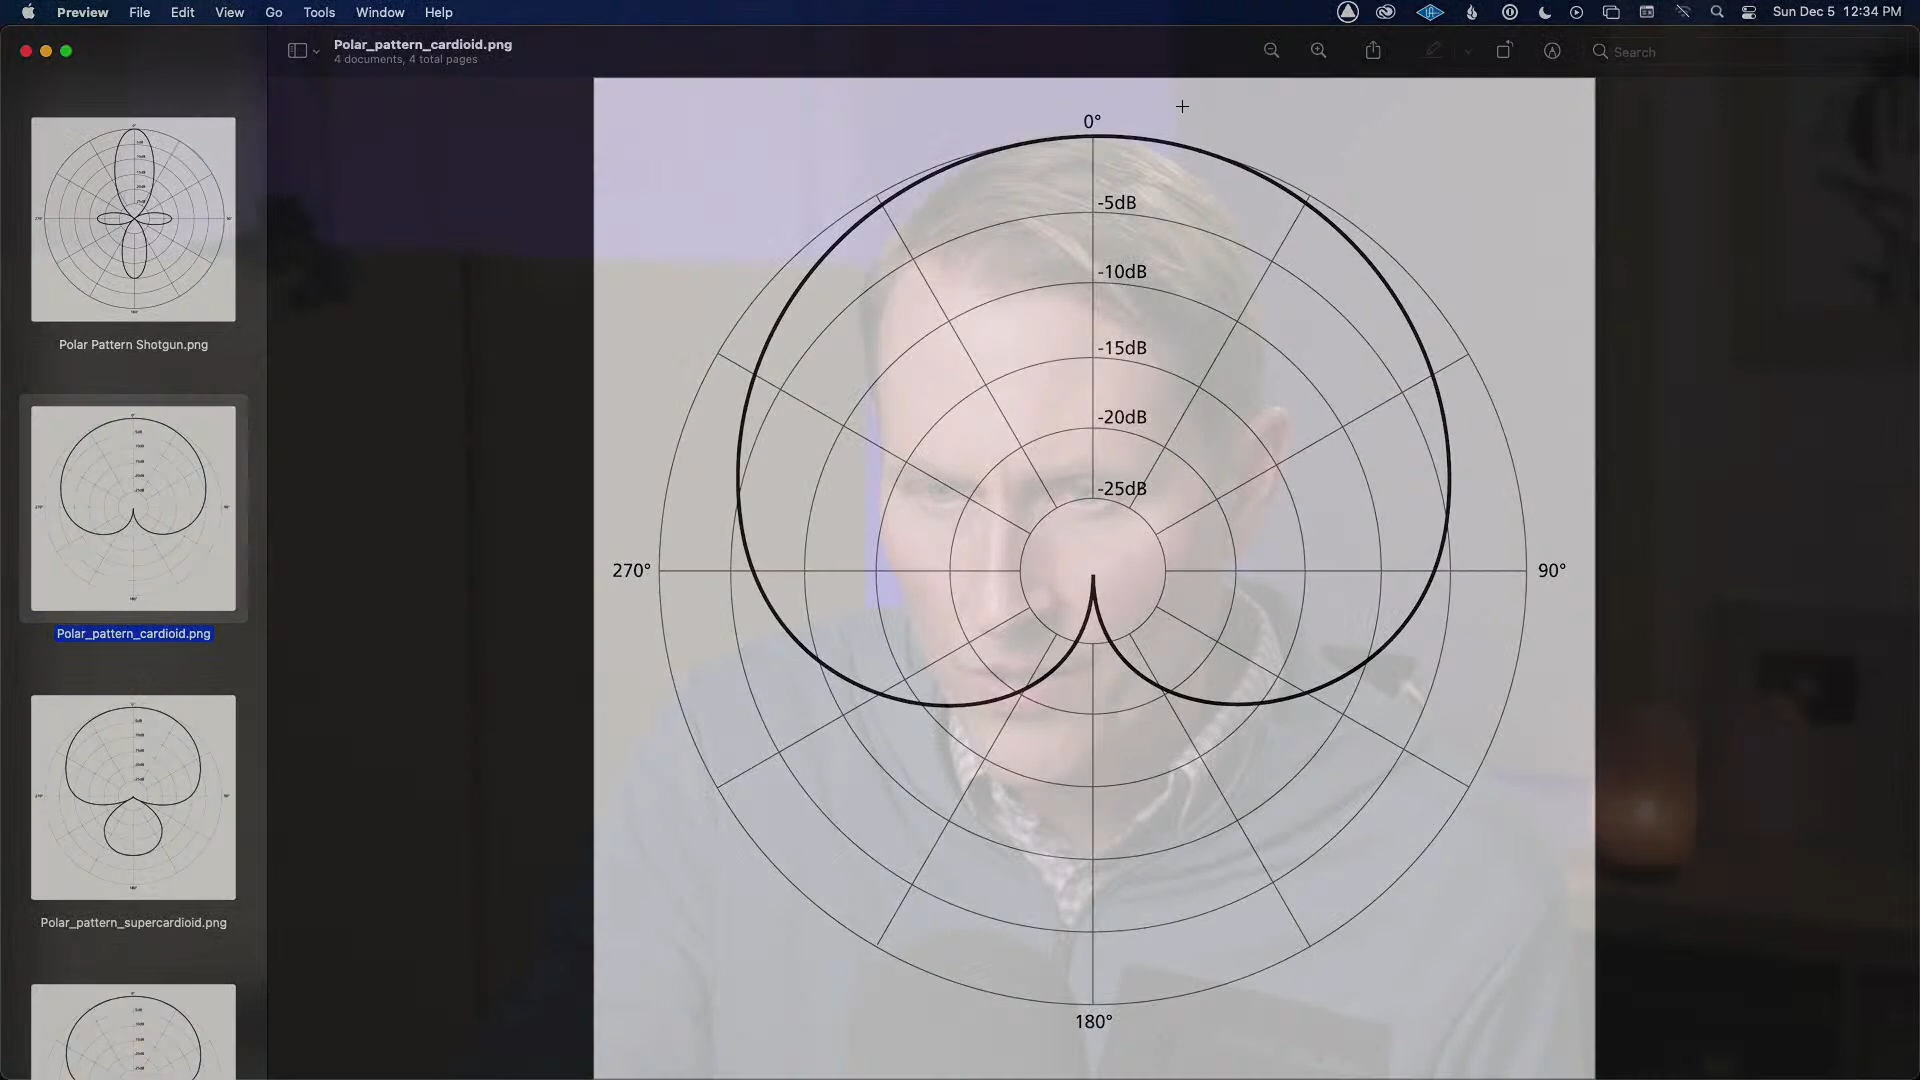 Preview File Edit View Go Tools Window Help
Sun Dec 5 12:34 PM
Polar_pattern_cardioid.png
4 documents, 4 total pages
Search
Polar Pattern Shotgun.png
Polar_pattern_cardioid.png
Polar_pattern_supercardioid.png
0°
-5dB
-10dB
-15dB
-20dB
-25dB
270°
90°
180°